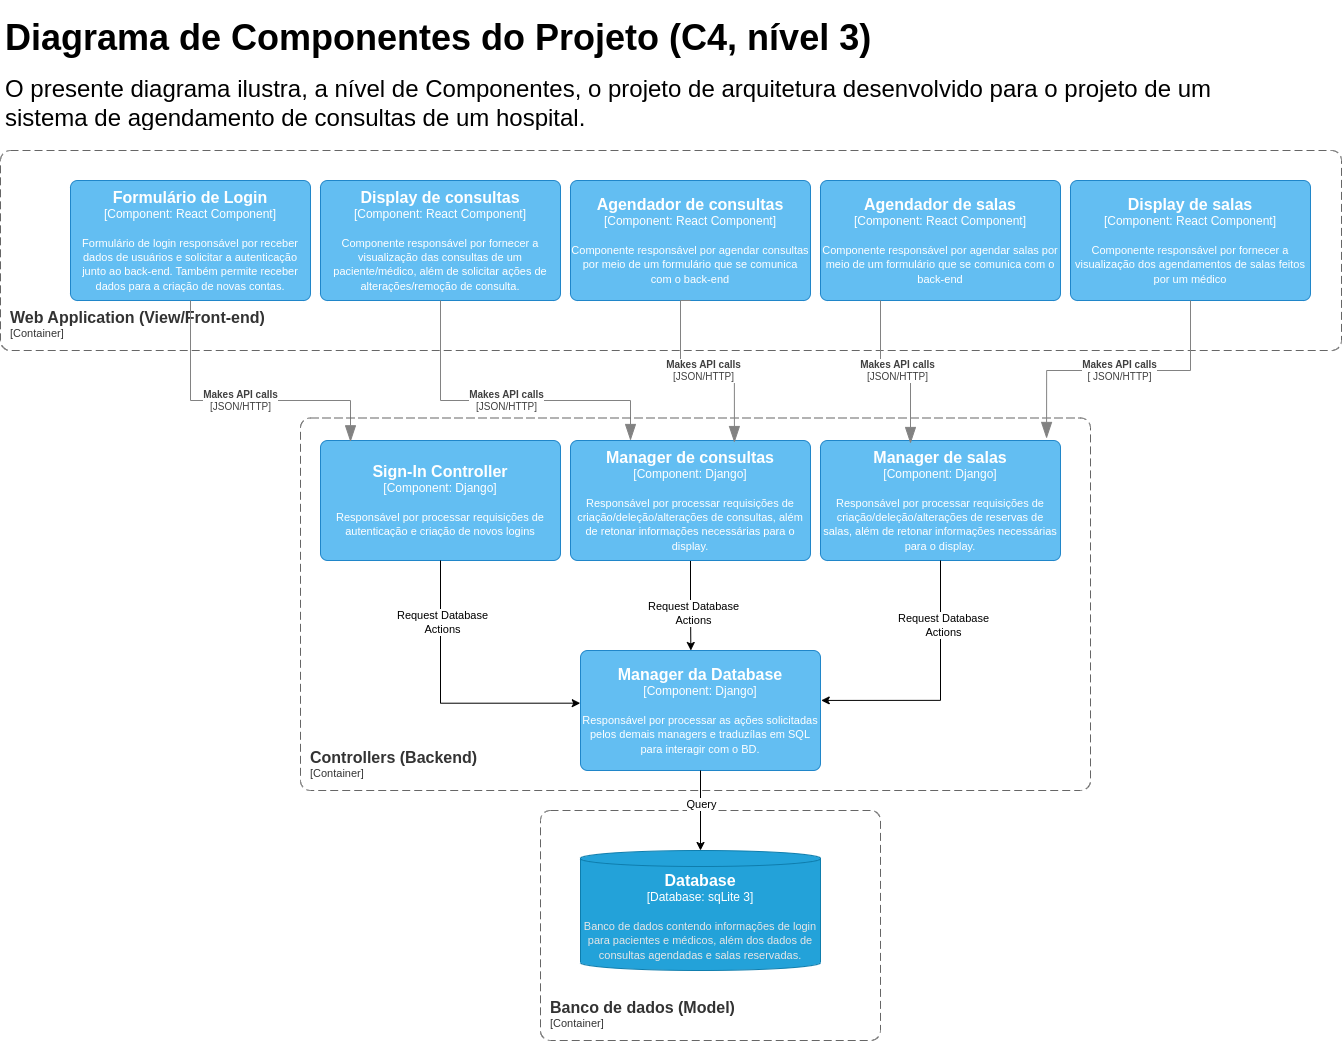 Diagrama de Componentes do Projeto (C4, nível 3)
O presente diagrama ilustra, a nível de Componentes, o projeto de arquitetura desenvolvido para o projeto de um
sistema de agendamento de consultas de um hospital.
Formulário de Login
[Component: React Component]
Formulário de login responsável por receber
dados de usuários e solicitar a autenticação
junto ao back-end. Também permite receber
dados para a criação de novas contas.
Display de consultas
[Component: React Component]
Componente responsável por fornecer a
visualização das consultas de um
paciente/médico, além de solicitar ações de
alterações/remoção de consulta.
Agendador de consultas
[Component: React Component]
Componente responsável por agendar consultas
por meio de um formulário que se comunica
com o back-end
Agendador de salas
[Component: React Component]
Componente responsável por agendar salas por
meio de um formulário que se comunica com o
back-end
Display de salas
[Component: React Component]
Componente responsável por fornecer a
visualização dos agendamentos de salas feitos
por um médico
Web Application (View/Front-end)
[Container]
Makes API calls
[JSON/HTTP]
Makes API calls
[JSON/HTTP]
Makes API calls
[JSON/HTTP]
Makes API calls
[JSON/HTTP]
Makes API calls
[ JSON/HTTP]
Sign-In Controller
[Component: Django]
Responsável por processar requisições de
autenticação e criação de novos logins
Manager de consultas
[Component: Django]
Responsável por processar requisições de
criação/deleção/alterações de consultas, além
de retonar informações necessárias para o
display.
Manager de salas
[Component: Django]
Responsável por processar requisições de
criação/deleção/alterações de reservas de
salas, além de retonar informações necessárias
para o display.
Request Database
Actions
Request Database
Actions
Request Database
Actions
Manager da Database
[Component: Django]
Responsável por processar as ações solicitadas
pelos demais managers e traduzílas em SQL
para interagir com o BD.
Controllers (Backend)
[Container]
Query
Database
[Database: sqLite 3]
Banco de dados contendo informações de login
para pacientes e médicos, além dos dados de
consultas agendadas e salas reservadas.
Banco de dados (Model)
[Container]